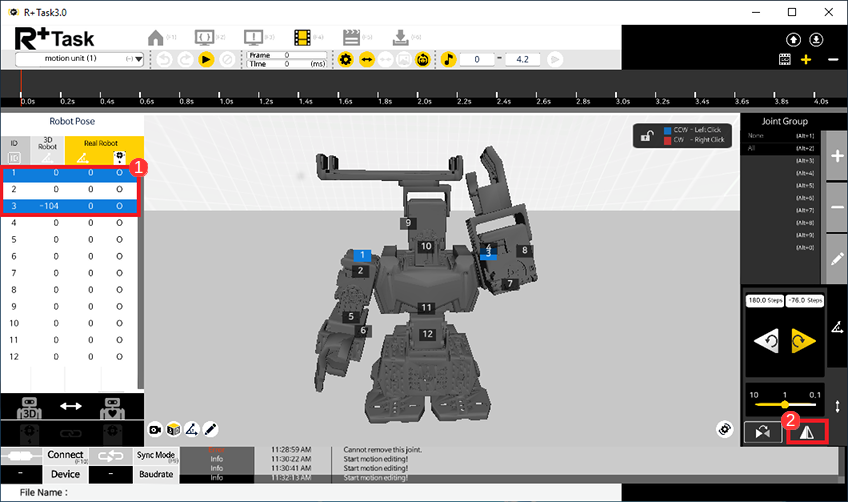 R+Task3.0
R+Task
(F1)
(F2)
(F3)
(F4)
(F5)
(F6)
motion unit (1) (-)
Frame 0
Time 0 (ms)
0 - 4.2
0.0s 0.2s 0.4s 0.6s 0.8s 1.0s 1.2s 1.4s 1.6s 1.8s 2.0s 2.2s 2.4s 2.6s 2.8s 3.0s 3.2s 3.4s 3.6s 3.8s 4.0s
Robot Pose
ID 3D Robot Real Robot
ID
1
1 0 0 O
2 0 0 O
3 -104 0 O
4 0 0 O
5 0 0 O
6 0 0 O
7 0 0 O
8 0 0 O
9 0 0 O
10 0 0 O
11 0 0 O
12 0 0 O
3D
CCW - Left Click
CW - Right Click
9
10
1
2
4
3
8
7
11
5
6
12
3D
Joint Group
None (Alt+1)
All (Alt+2)
(Alt+3)
(Alt+4)
(Alt+5)
(Alt+6)
(Alt+7)
(Alt+8)
(Alt+9)
(Alt+0)
180.0 Steps -76.0 Steps
10 1 0.1
2
Connect (F10)
Sync Mode (F9)
- Device - Baudrate
11:28:59 AM Cannot remove this joint.
Info 11:30:22 AM Start motion editing!
Info 11:30:41 AM Start motion editing!
Info 11:32:13 AM Start motion editing!
File Name :